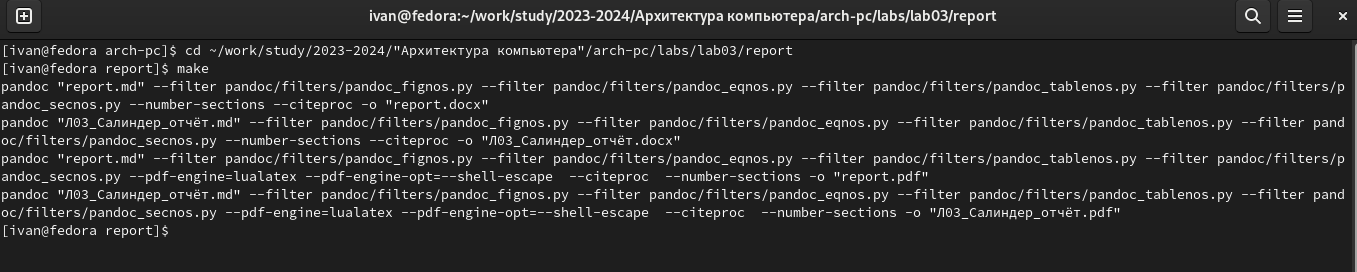 ivan@fedora:~/work/study/2023-2024/Архитектура компьютера/arch-pc/labs/lab03/report
[ivan@fedora arch-pc]$ cd ~/work/study/2023-2024/"Архитектура компьютера"/arch-pc/labs/lab03/report
[ivan@fedora report]$ make
pandoc "report.md" --filter pandoc/filters/pandoc_fignos.py --filter pandoc/filters/pandoc_eqnos.py --filter pandoc/filters/pandoc_tablenos.py --filter pandoc/filters/p
andoc_secnos.py --number-sections --citeproc -o "report.docx"
pandoc "Л03_Салиндер_отчёт.md" --filter pandoc/filters/pandoc_fignos.py --filter pandoc/filters/pandoc_eqnos.py --filter pandoc/filters/pandoc_tablenos.py --filter pand
oc/filters/pandoc_secnos.py --number-sections --citeproc -o "Л03_Салиндер_отчёт.docx"
pandoc "report.md" --filter pandoc/filters/pandoc_fignos.py --filter pandoc/filters/pandoc_eqnos.py --filter pandoc/filters/pandoc_tablenos.py --filter pandoc/filters/p
andoc_secnos.py --pdf-engine=lualatex --pdf-engine-opt=--shell-escape  --citeproc  --number-sections -o "report.pdf"
pandoc "Л03_Салиндер_отчёт.md" --filter pandoc/filters/pandoc_fignos.py --filter pandoc/filters/pandoc_eqnos.py --filter pandoc/filters/pandoc_tablenos.py --filter pand
oc/filters/pandoc_secnos.py --pdf-engine=lualatex --pdf-engine-opt=--shell-escape  --citeproc  --number-sections -o "Л03_Салиндер_отчёт.pdf"
[ivan@fedora report]$